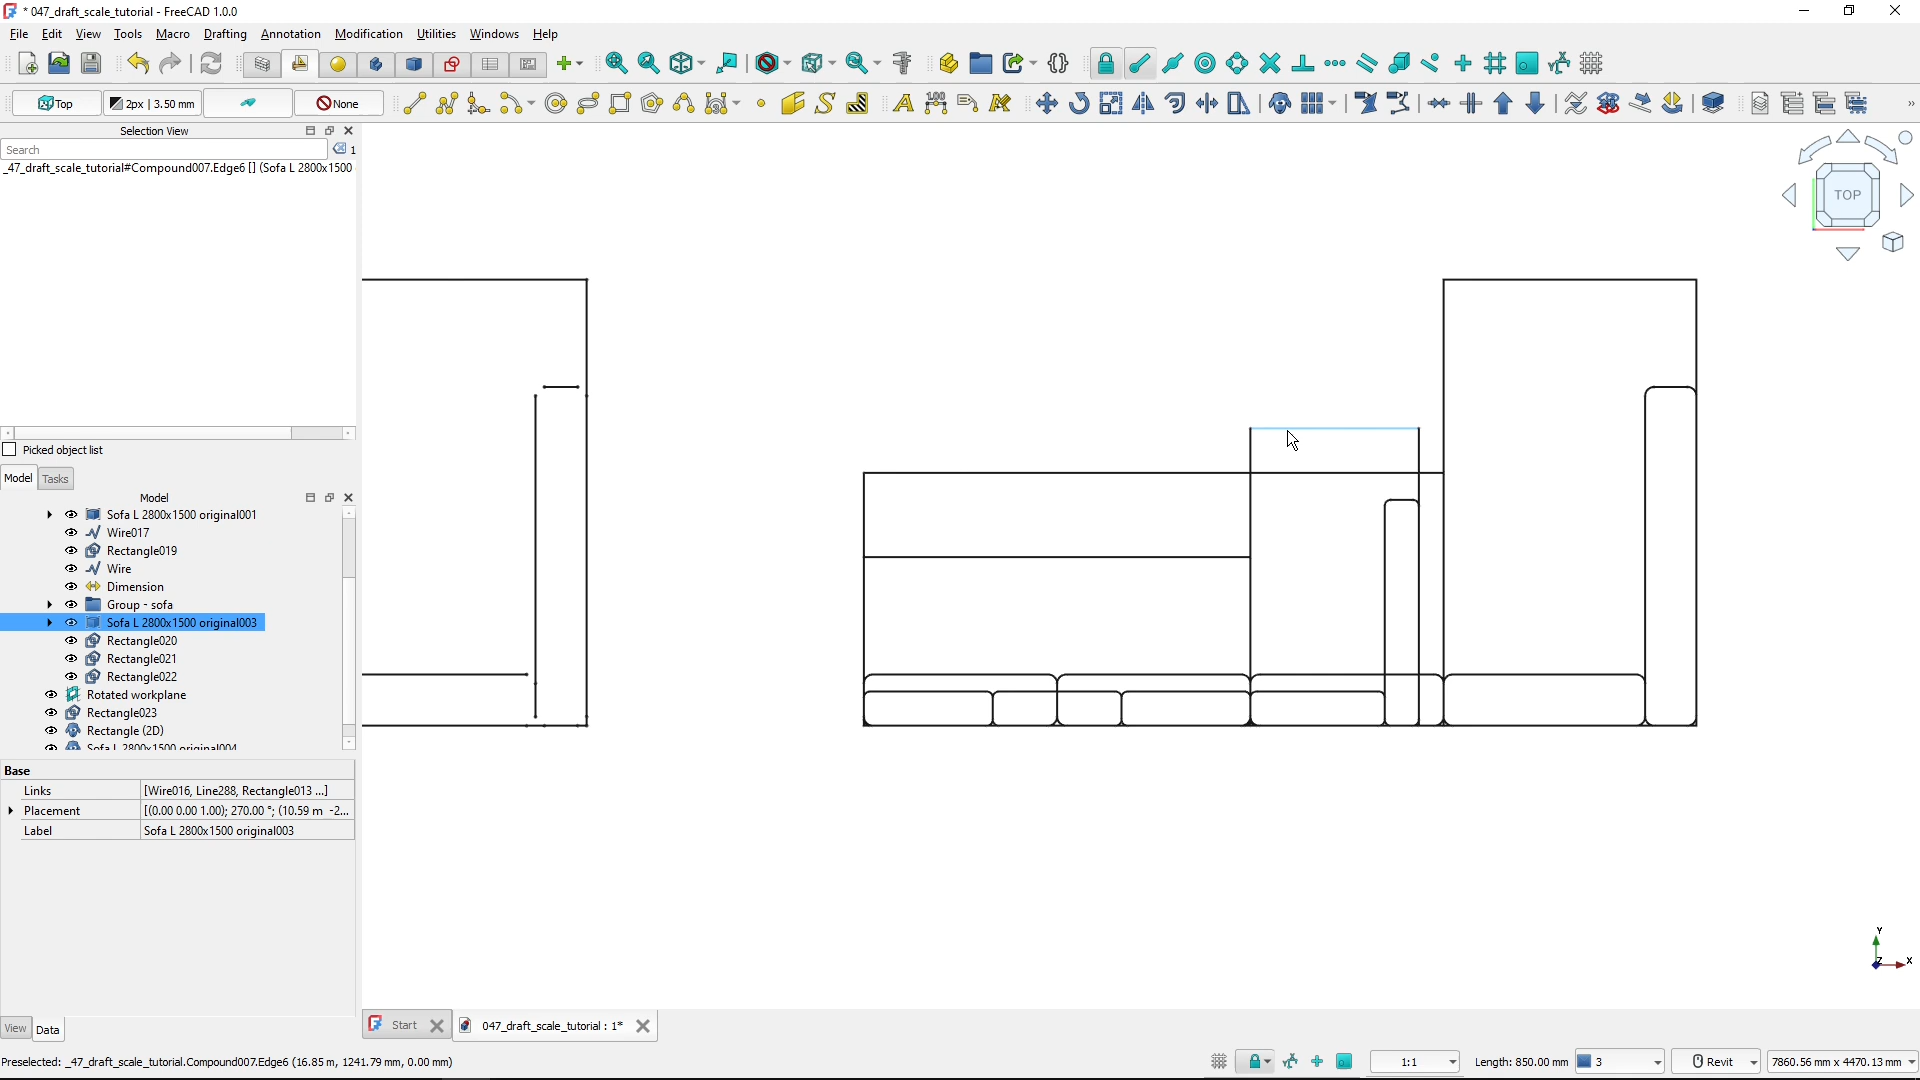 * 047_draft_scale_tutorial - FreeCAD 1.0.0
File Edit View Tools Macro Drafting Annotation Modification Utilities Windows Help
Top 2px | 3.50 mm None
Selection View
Search 1
_47_draft_scale_tutorial#Compound007.Edge6 [] (Sofa L 2800x1500
Picked object list
Model Tasks
Model
Sofa L 2800x1500 original001
Wire017
Rectangle019
Wire
Dimension
Group - sofa
Sofa L 2800x1500 original003
Rectangle020
Rectangle021
Rectangle022
Rotated workplane
Rectangle023
Rectangle (2D)
Sofa L 2800x1500 original004
Base
Links [Wire016, Line288, Rectangle013 ...]
Placement [(0.00 0.00 1.00); 270.00 °; (10.59 m -2...
Label Sofa L 2800x1500 original003
View Data
TOP
Y
Z X
Start 047_draft_scale_tutorial : 1*
Preselected: _47_draft_scale_tutorial.Compound007.Edge6 (16.85 m, 1241.79 mm, 0.00 mm)
1:1 Length: 850.00 mm 3 Revit 7860.56 mm x 4470.13 mm